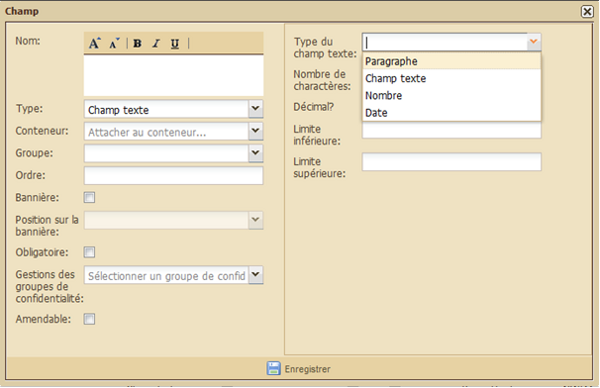 Champ
Nom:
A A B I U
Type:
Champ texte
Conteneur:
Attacher au conteneur...
Groupe:
Ordre:
Bannière:
Position sur la
bannière:
Obligatoire:
Gestions des
groupes de
confidentialité:
Sélectionner un groupe de confid
Amendable:
Type du
champ texte:
Paragraphe
Champ texte
Nombre
Date
Nombre de
charactères:
Décimal?
Limite
inférieure:
Limite
supérieure:
Enregistrer